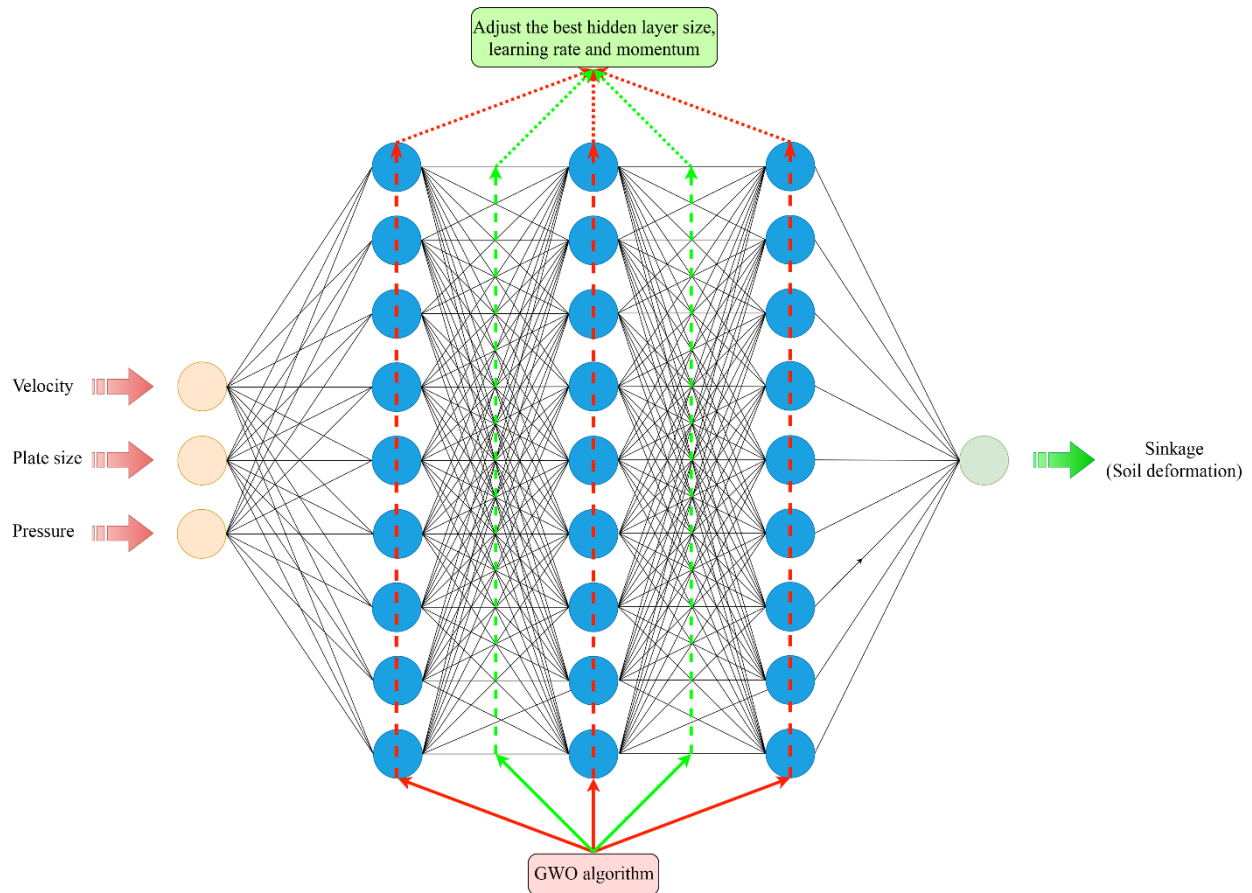 Adjust the best hidden layer size,
learning rate and momentum
Velocity
Plate size
Pressure
Sinkage
(Soil deformation)
GWO algorithm